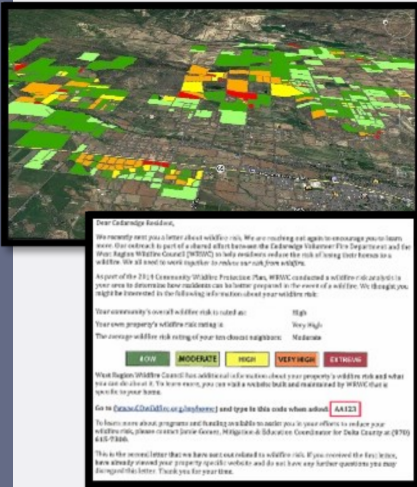 Dear Cedaredge Resident,
We recently sent you a letter about wildfire risk. We are reaching out again to encourage you to learn
more. Our outreach is part of a shared effort between the Cedaredge Volunteer Fire Department and the
West Region Wildfire Council (WRWC) to help residents reduce the risk of losing their homes to a
wildfire. We all need to work together to reduce our risk from wildfire.
As part of the 2014 Community Wildfire Protection Plan, WRWC conducted a wildfire risk analysis in
your area to determine how residents can be better prepared in the event of a wildfire. We thought you
might be interested in the following information about your wildfire risk:
Your community's overall wildfire risk is rated as: High
Your own property's wildfire risk rating is: Very High
The average wildfire risk rating of your ten closest neighbors: Moderate
LOW MODERATE HIGH VERY HIGH EXTREME
West Region Wildfire Council has additional information about your property's wildfire risk and what
you can do about it. To learn more, you can visit a website built and maintained by WRWC that is
specific to your home.
Go to (www.COwildfire.org/myhome) and type in this code when asked: AA123
To learn more about programs and funding available to assist you in your efforts to reduce your
wildfire risk, please contact Jamie Gomez, Mitigation & Education Coordinator for Delta County at (970)
615-7300.
This is the second letter that we have sent out related to wildfire risk. If you received the first letter,
have already viewed your property specific website and do not have any further questions you may
disregard this letter. Thank you for your time.